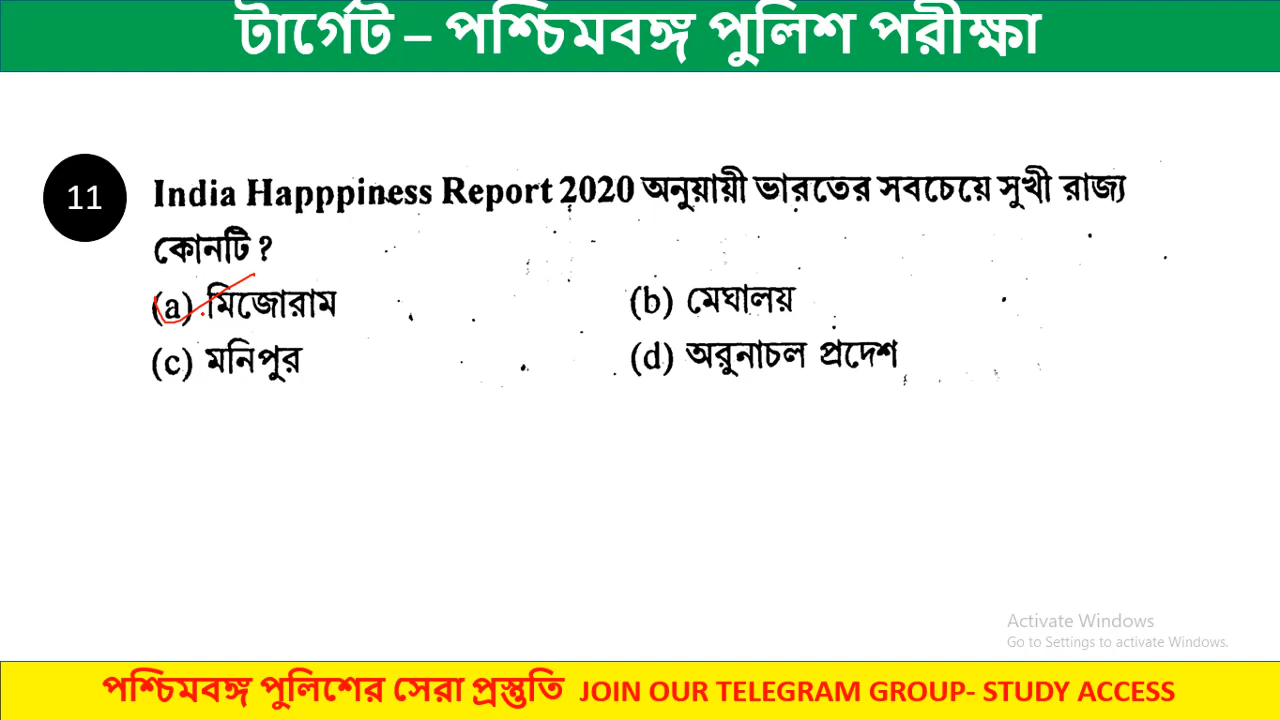 টার্গেট – পশ্চিমবঙ্গ পুলিশ পরীক্ষা
11
India Happpiness Report 2020 অনুয়ায়ী ভারতের সবচেয়ে সুখী রাজ্য
কোনটি ?
(a) মিজোরাম (b) মেঘালয়
(c) মনিপুর (d) অরুনাচল প্রদেশ
Activate Windows
Go to Settings to activate Windows.
পশ্চিমবঙ্গ পুলিশের সেরা প্রস্তুতি JOIN OUR TELEGRAM GROUP- STUDY ACCESS